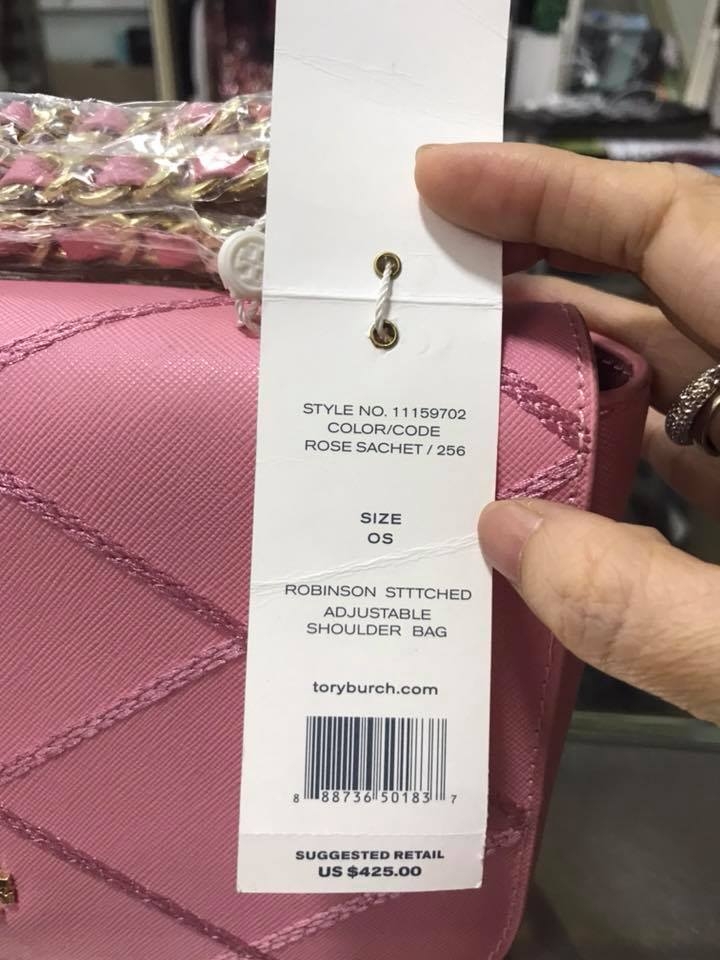 STYLE NO. 11159702
COLOR/CODE
ROSE SACHET / 256
SIZE
OS
ROBINSON STTTCHED
ADJUSTABLE
SHOULDER BAG
toryburch.com
8 88736 50183 7
SUGGESTED RETAIL
US $425.00